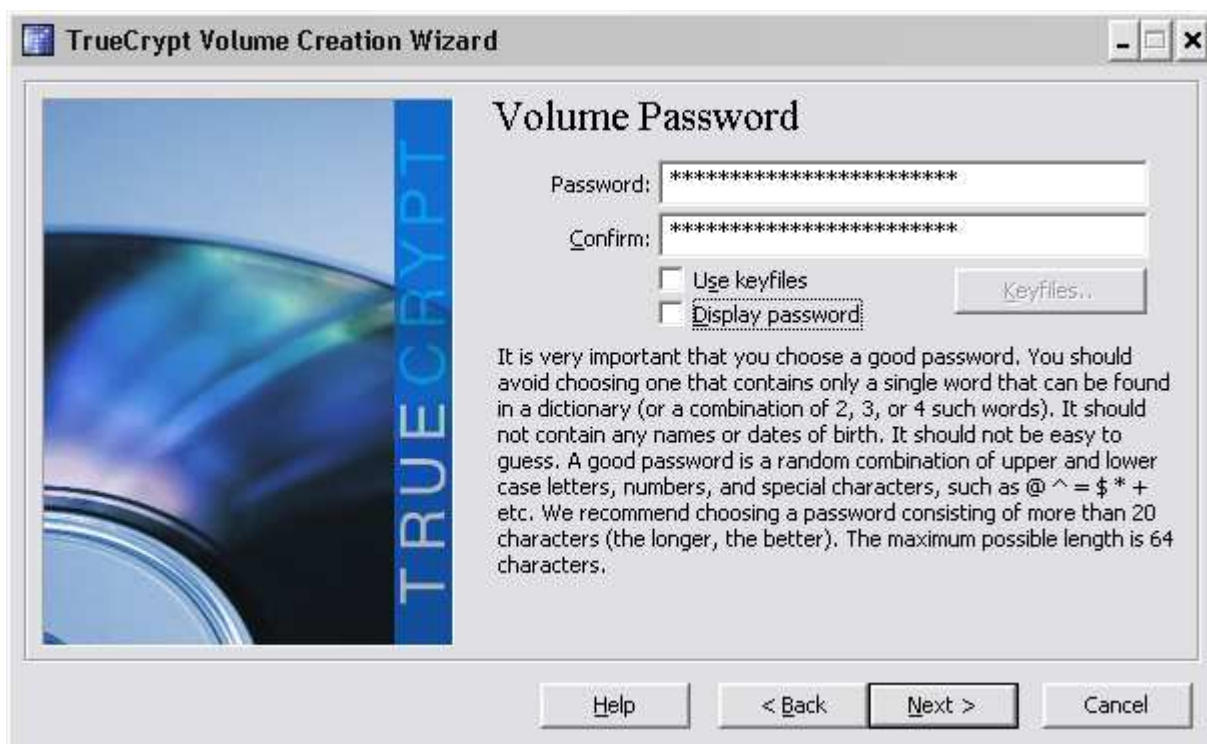 TrueCrypt Volume Creation Wizard
TRUECRYPT
Volume Password
Password: ************************
Confirm: ************************
Use keyfiles
Keyfiles..
Display password
It is very important that you choose a good password. You should
avoid choosing one that contains only a single word that can be found
in a dictionary (or a combination of 2, 3, or 4 such words). It should
not contain any names or dates of birth. It should not be easy to
guess. A good password is a random combination of upper and lower
case letters, numbers, and special characters, such as @ ^ = $ * +
etc. We recommend choosing a password consisting of more than 20
characters (the longer, the better). The maximum possible length is 64
characters.
Help
< Back
Next >
Cancel